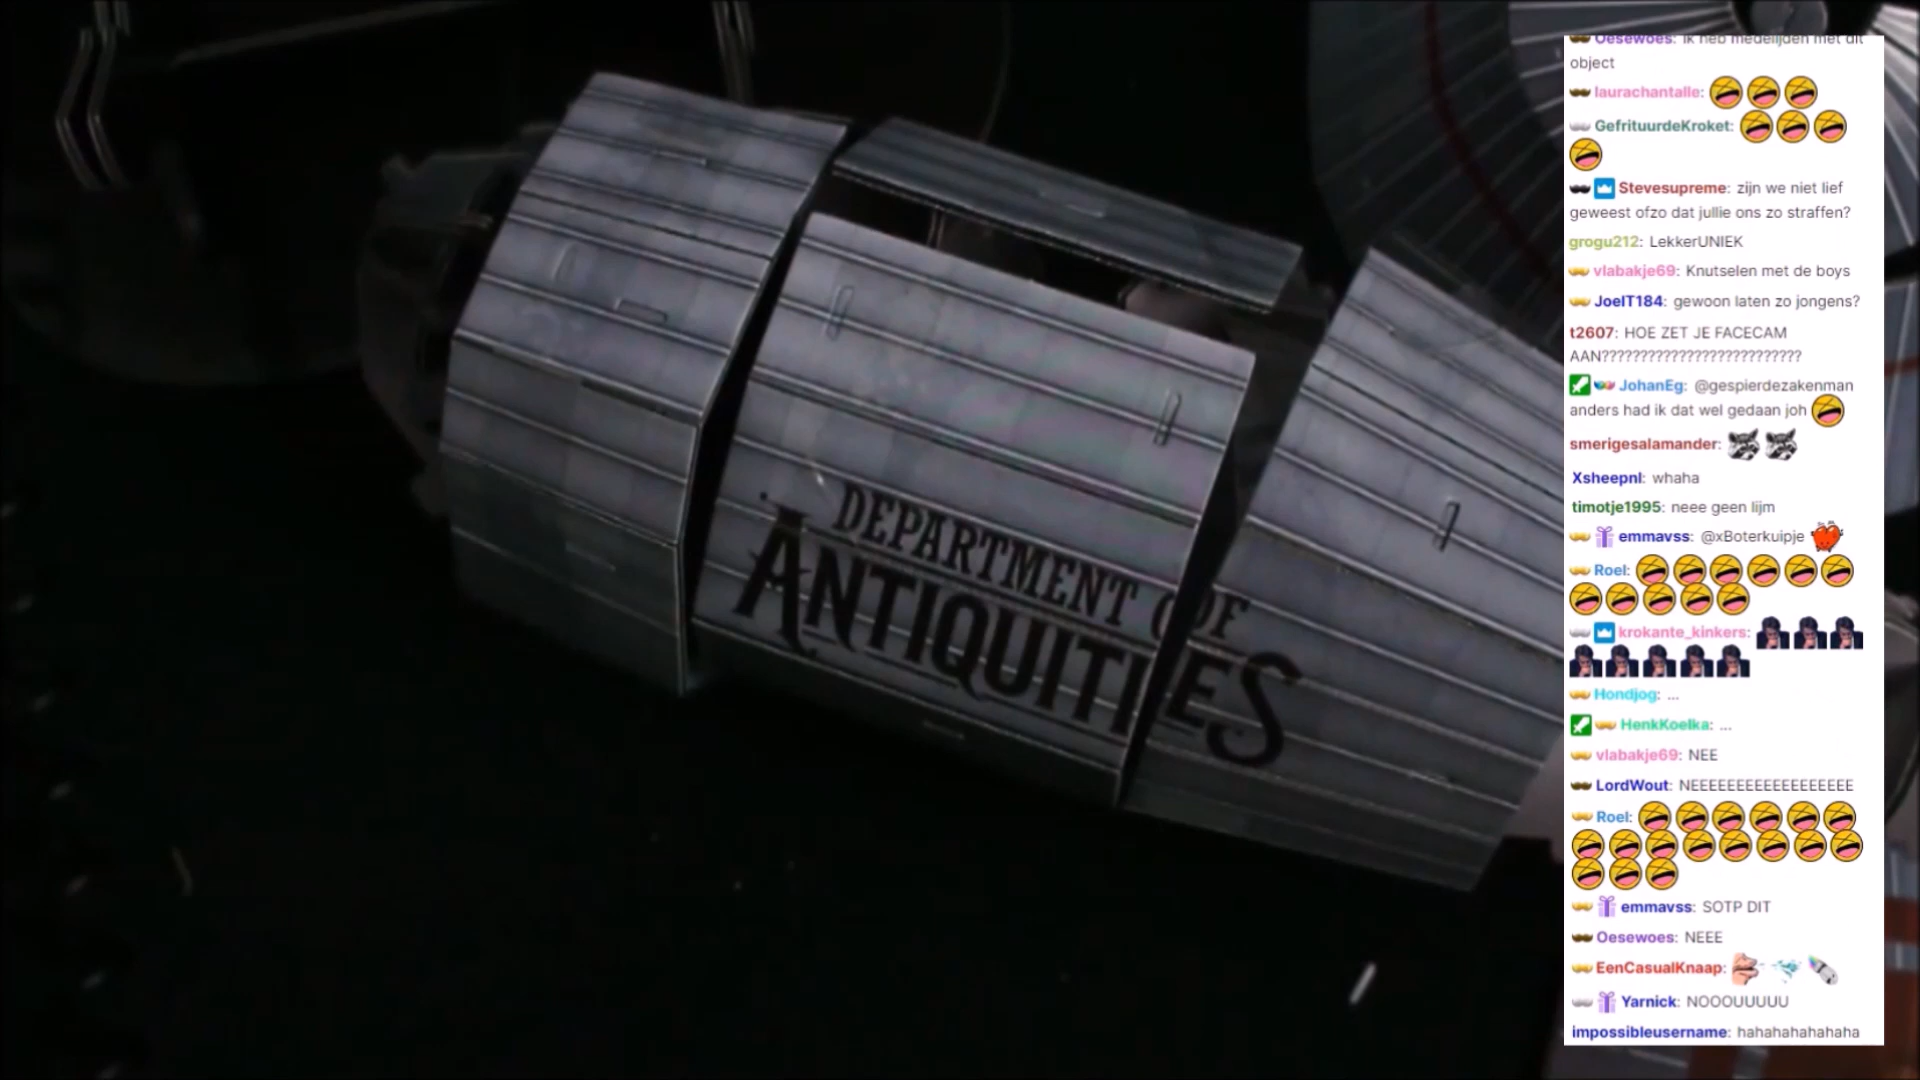 DEPARTMENT OF
ANTIQUITIES
Oesewoes: Ik heb medelijden met dit
object
laurachantalle:
GefrituurdeKroket:
Stevesupreme: zijn we niet lief
geweest ofzo dat jullie ons zo straffen?
grogu212: LekkerUNIEK
vlabakje69: Knutselen met de boys
JoelT184: gewoon laten zo jongens?
t2607: HOE ZET JE FACECAM
AAN??????????????????????????
JohanEg: @gespierdezakenman
anders had ik dat wel gedaan joh
smerigesalamander:
Xsheepnl: whaha
timotje1995: neee geen lijm
emmavss: @xBoterkuipje
Roel:
krokante_kinkers:
Hondjog: ...
HenkKoelka: ...
vlabakje69: NEE
LordWout: NEEEEEEEEEEEEEEEEEE
Roel:
emmavss: SOTP DIT
Oesewoes: NEEE
EenCasualKnaap:
Yarnick: NOOOUUUUU
impossibleusername: hahahahahahaha